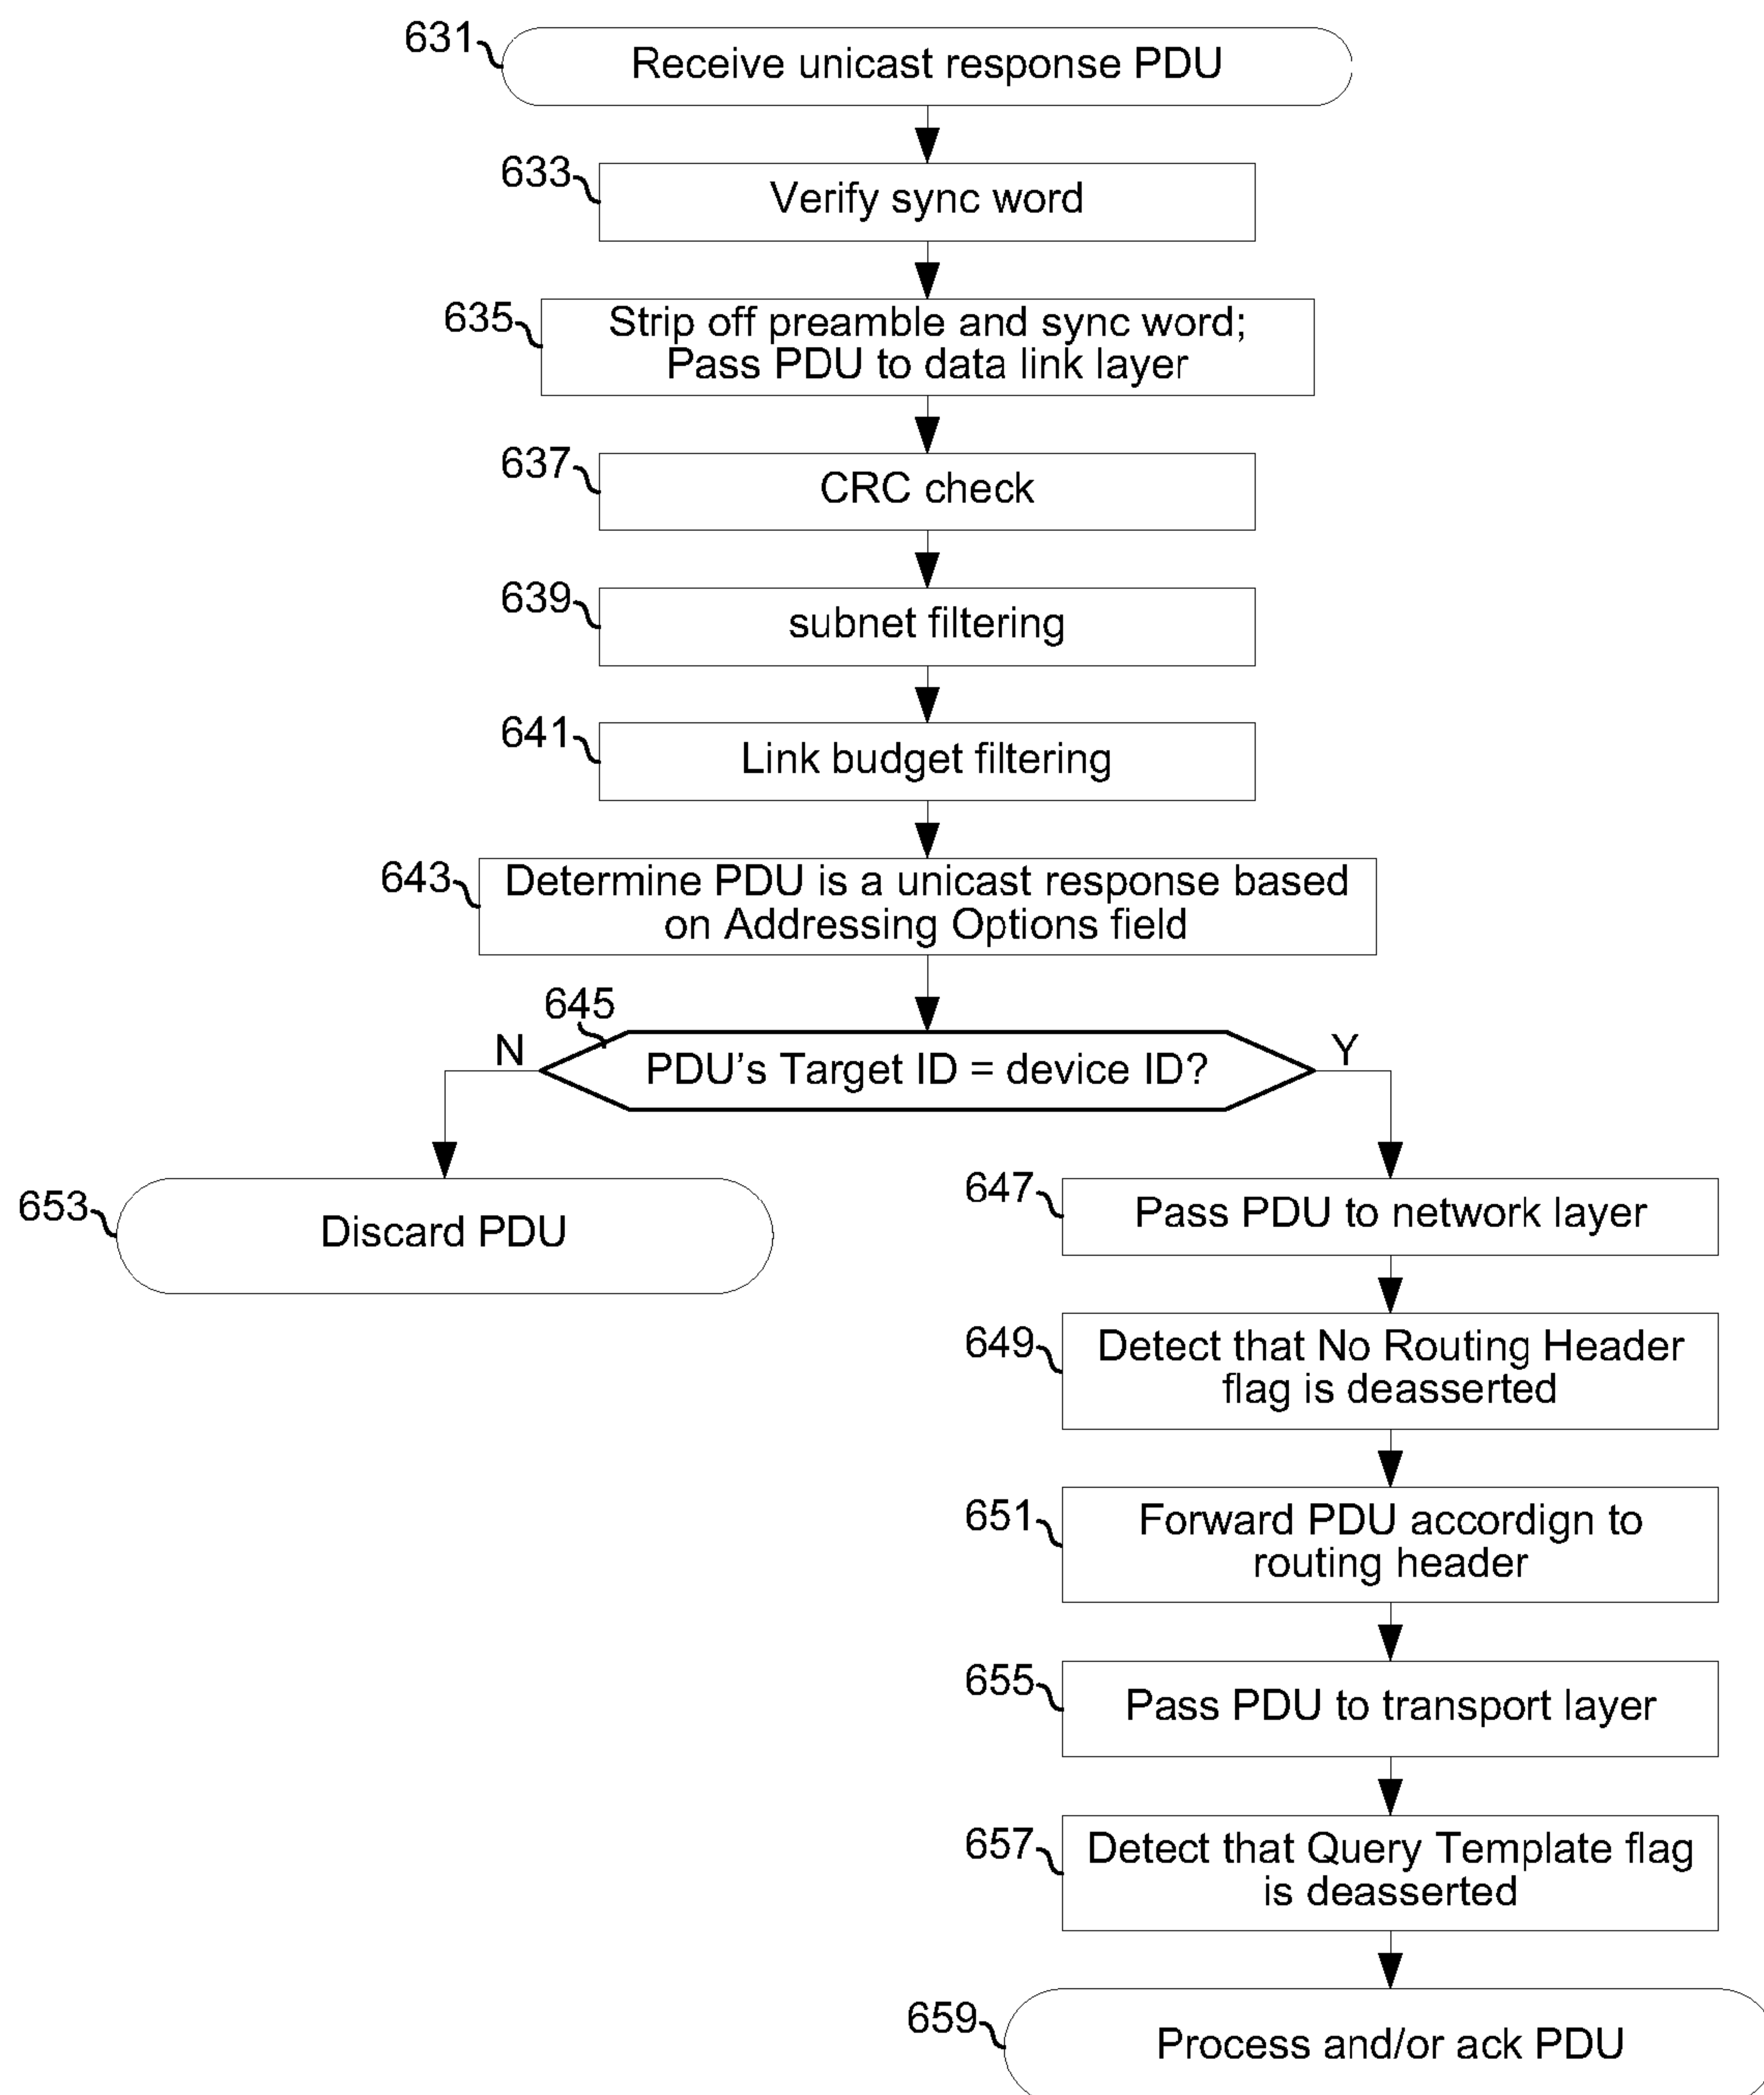 631
Receive unicast response PDU
633
Verify sync word
635
Strip off preamble and sync word;
Pass PDU to data link layer
637
CRC check
639
subnet filtering
641
Link budget filtering
643
Determine PDU is a unicast response based
on Addressing Options field
645
N
PDU's Target ID = device ID?
Y
653
Discard PDU
647
Pass PDU to network layer
649
Detect that No Routing Header
flag is deasserted
651
Forward PDU accordign to
routing header
655
Pass PDU to transport layer
657
Detect that Query Template flag
is deasserted
659
Process and/or ack PDU